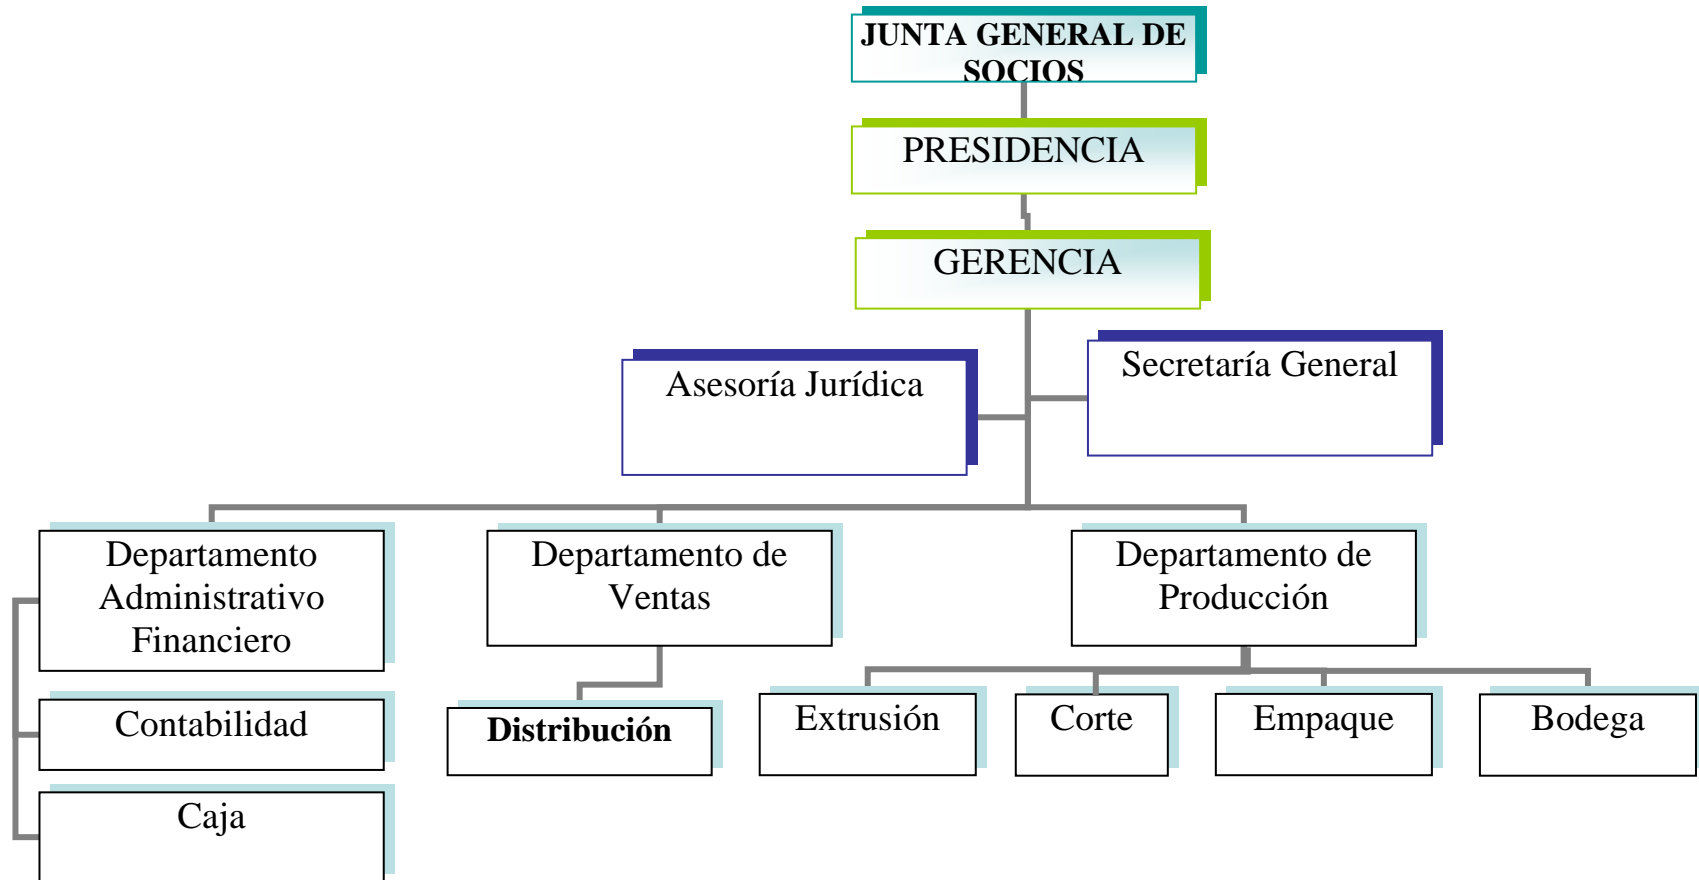 JUNTA GENERAL DE
SOCIOS
PRESIDENCIA
GERENCIA
Asesoría Jurídica
Secretaría General
Departamento
Administrativo
Financiero
Departamento de
Ventas
Departamento de
Producción
Contabilidad
Caja
Distribución
Extrusión
Corte
Empaque
Bodega